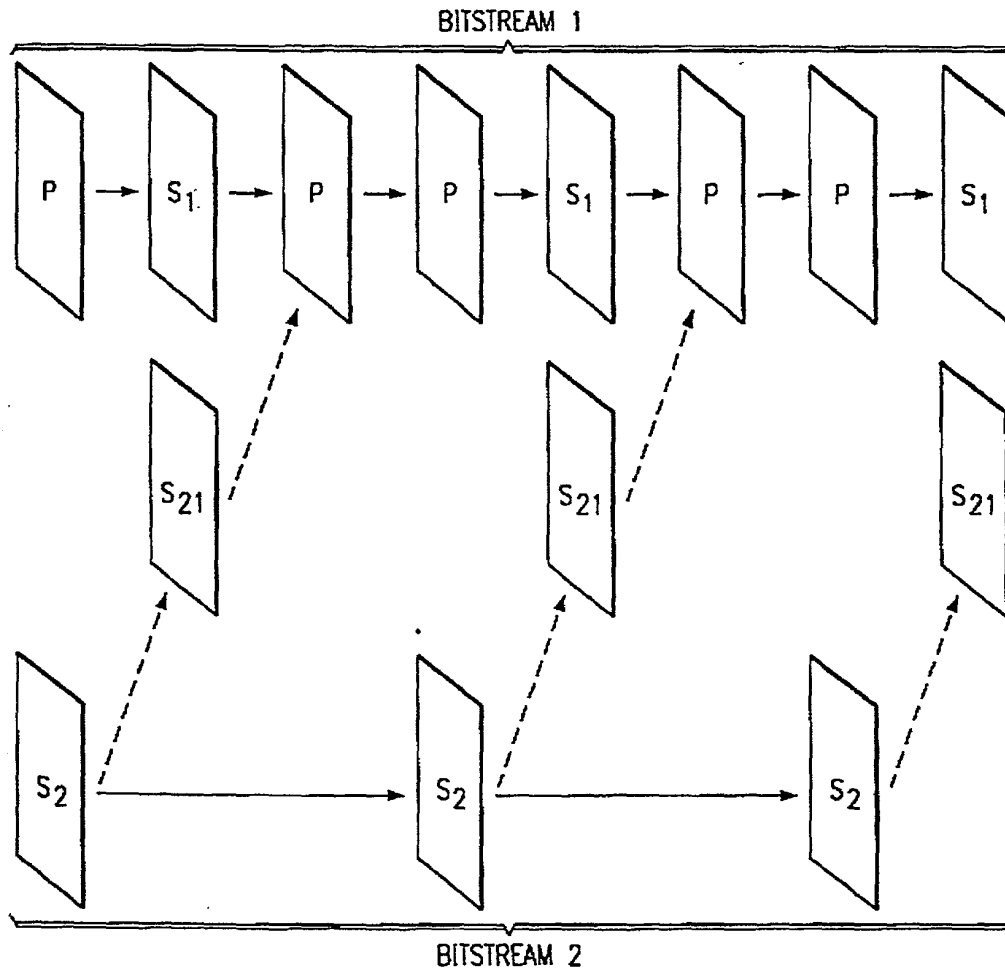 BITSTREAM 1
P S1 P P S1 P P S1
S21 S21 S21
S2 S2 S2
BITSTREAM 2